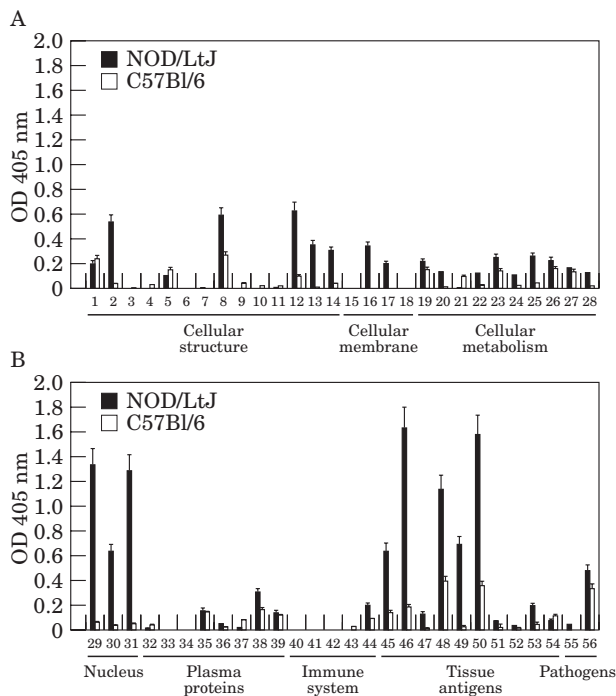 A
2.0
1.8
1.6
1.4
1.2
1.0
0.8
0.6
0.4
0.2
0
OD 405 nm
NOD/LtJ
C57Bl/6
1 2 3 4 5 6 7 8 9 10 11 12 13 14 15 16 17 18 19 20 21 22 23 24 25 26 27 28
Cellular structure
Cellular membrane
Cellular metabolism
B
2.0
1.8
1.6
1.4
1.2
1.0
0.8
0.6
0.4
0.2
0
OD 405 nm
NOD/LtJ
C57Bl/6
29 30 31 32 33 34 35 36 37 38 39 40 41 42 43 44 45 46 47 48 49 50 51 52 53 54 55 56
Nucleus
Plasma proteins
Immune system
Tissue antigens
Pathogens